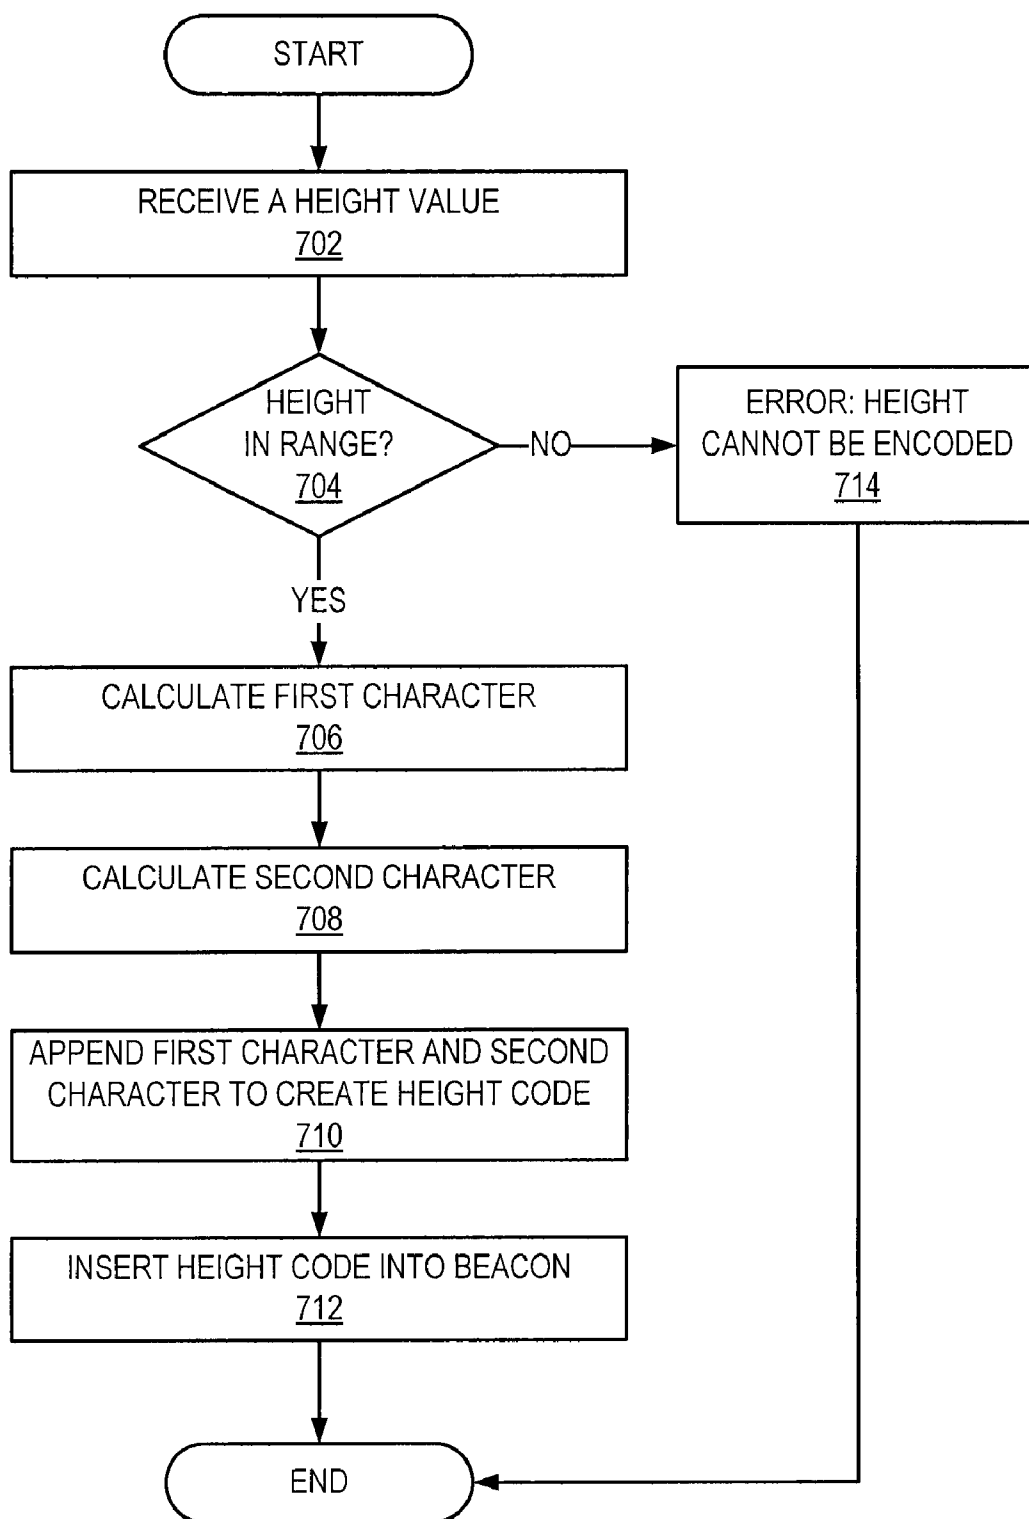 START
RECEIVE A HEIGHT VALUE
702
HEIGHT
IN RANGE?
704
NO
ERROR: HEIGHT
CANNOT BE ENCODED
714
YES
CALCULATE FIRST CHARACTER
706
CALCULATE SECOND CHARACTER
708
APPEND FIRST CHARACTER AND SECOND
CHARACTER TO CREATE HEIGHT CODE
710
INSERT HEIGHT CODE INTO BEACON
712
END